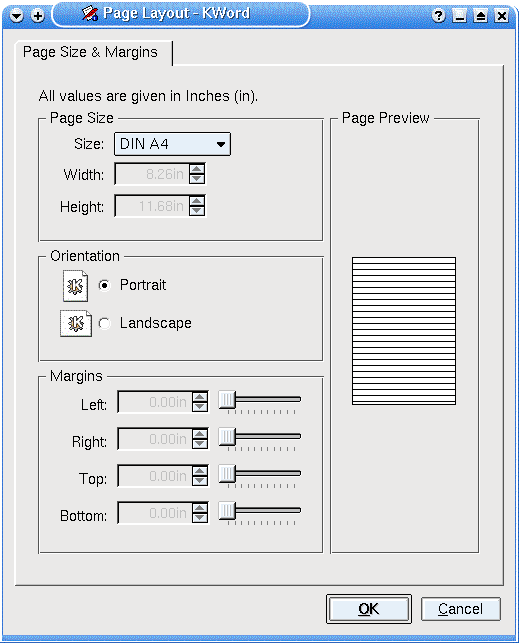 Page Layout - KWord
Page Size & Margins
All values are given in Inches (in).
Page Size
Size: DIN A4
Width: 8.26in
Height: 11.68in
Orientation
Portrait
Landscape
Margins
Left: 0.00in
Right: 0.00in
Top: 0.00in
Bottom: 0.00in
Page Preview
OK
Cancel